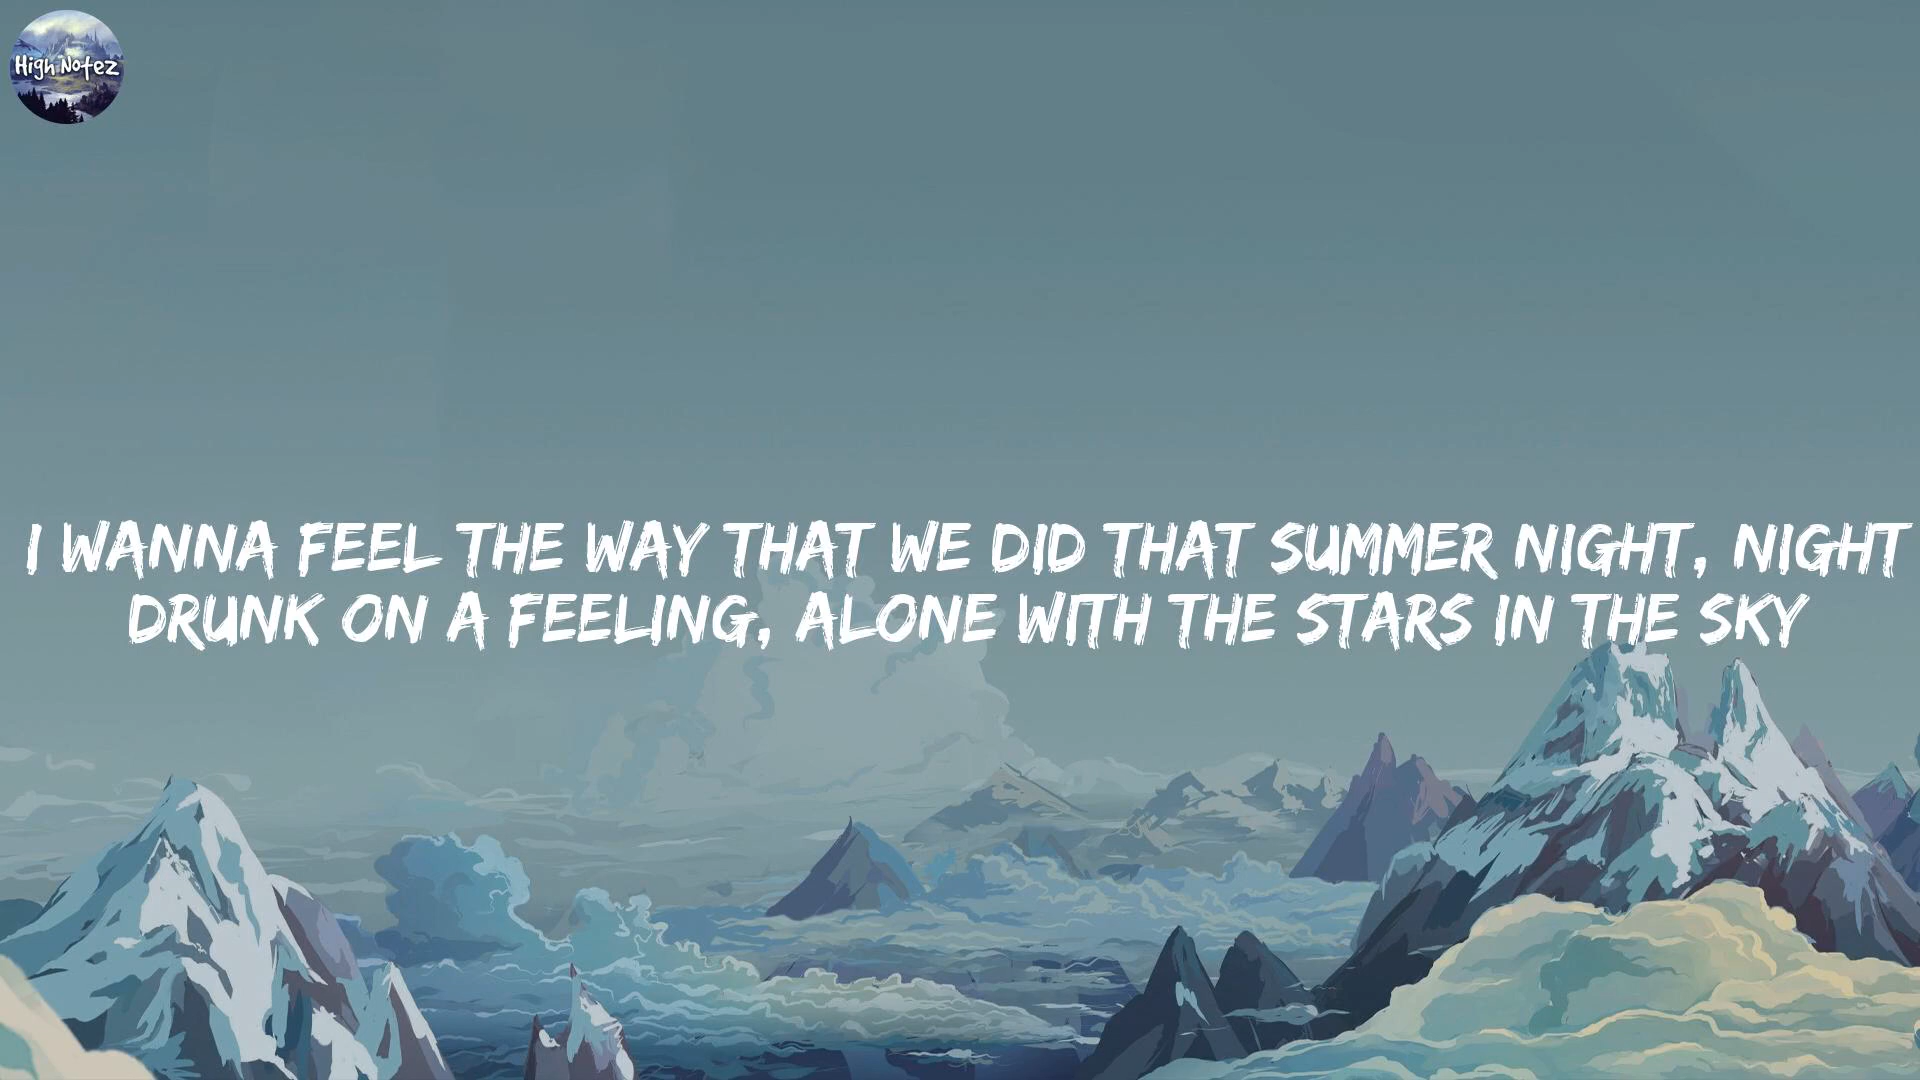 High Notez
I WANNA FEEL THE WAY THAT WE DID THAT SUMMER NIGHT, NIGHT
DRUNK ON A FEELING, ALONE WITH THE STARS IN THE SKY